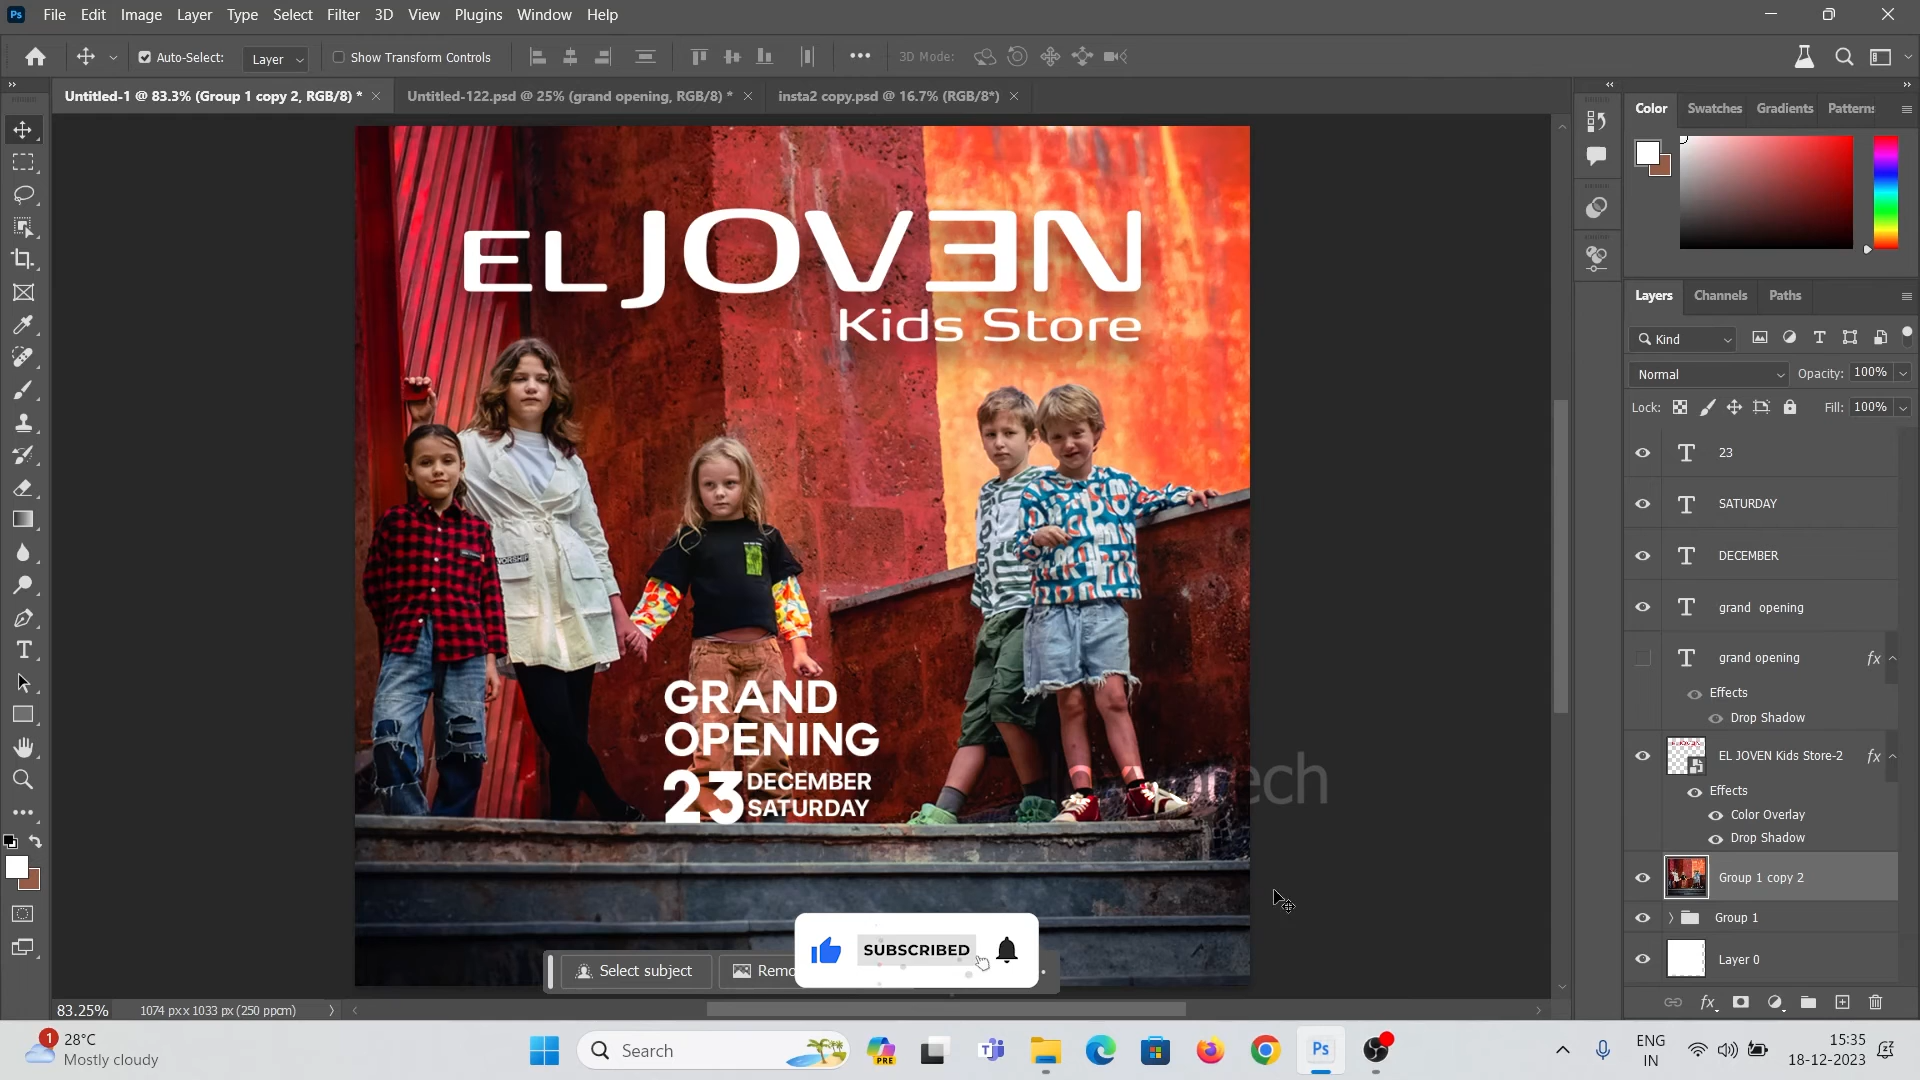 File Edit Image Layer Type Select Filter 3D View Plugins Window Help
Auto-Select: Layer Show Transform Controls 3D Mode:
Untitled-1 @ 83.3% (Group 1 copy 2, RGB/8) * Untitled-122.psd @ 25% (grand opening, RGB/8) * insta2 copy.psd @ 16.7% (RGB/8*)
Color Swatches Gradients Patterns
EL JOVEN
Kids Store
GRAND
OPENING
23 DECEMBER
SATURDAY
SUBSCRIBED
Select subject
Layers Channels Paths
Kind
Normal Opacity: 100%
Lock: Fill: 100%
23
SATURDAY
DECEMBER
grand opening
grand opening fx
Effects
Drop Shadow
EL JOVEN Kids Store-2 fx
Effects
Color Overlay
Drop Shadow
Group 1 copy 2
Group 1
Layer 0
83.25% 1074 px x 1033 px (250 ppcm)
1 28°C
Mostly cloudy
Search
PRE
ENG
IN
15:35
18-12-2023